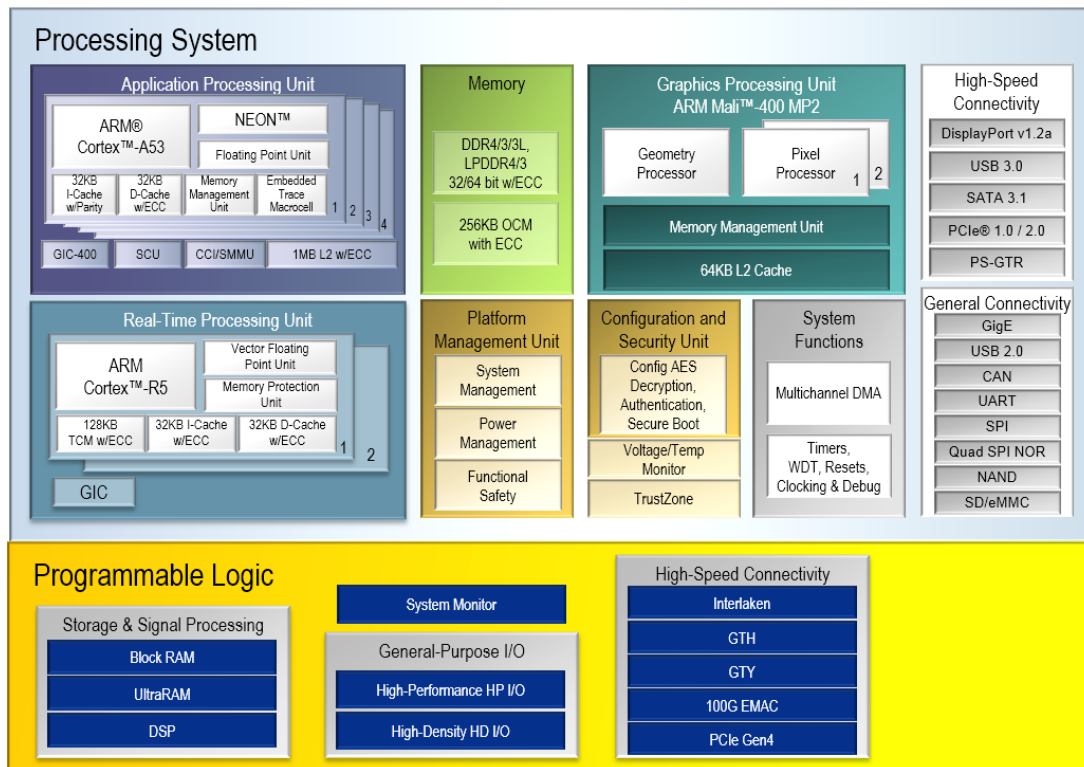 Processing System
Application Processing Unit
ARM®
Cortex™-A53
NEON™
Floating Point Unit
32KB
I-Cache
w/Parity
32KB
D-Cache
w/ECC
Memory
Management
Unit
Embedded
Trace
Macrocell
1
2
3
4
GIC-400
SCU
CCI/SMMU
1MB L2 w/ECC
Memory
DDR4/3/3L,
LPDDR4/3
32/64 bit w/ECC
256KB OCM
with ECC
Graphics Processing Unit
ARM Mali™-400 MP2
Geometry
Processor
Pixel
Processor
1
2
Memory Management Unit
64KB L2 Cache
High-Speed
Connectivity
DisplayPort v1.2a
USB 3.0
SATA 3.1
PCIe® 1.0 / 2.0
PS-GTR
Real-Time Processing Unit
ARM
Cortex™-R5
Vector Floating
Point Unit
Memory Protection
Unit
128KB
TCM w/ECC
32KB I-Cache
w/ECC
32KB D-Cache
w/ECC
1
2
GIC
Platform
Management Unit
System
Management
Power
Management
Functional
Safety
Configuration and
Security Unit
Config AES
Decryption,
Authentication,
Secure Boot
Voltage/Temp
Monitor
TrustZone
System
Functions
Multichannel DMA
Timers,
WDT, Resets,
Clocking & Debug
General Connectivity
GigE
USB 2.0
CAN
UART
SPI
Quad SPI NOR
NAND
SD/eMMC
Programmable Logic
Storage & Signal Processing
Block RAM
UltraRAM
DSP
System Monitor
General-Purpose I/O
High-Performance HP I/O
High-Density HD I/O
High-Speed Connectivity
Interlaken
GTH
GTY
100G EMAC
PCIe Gen4